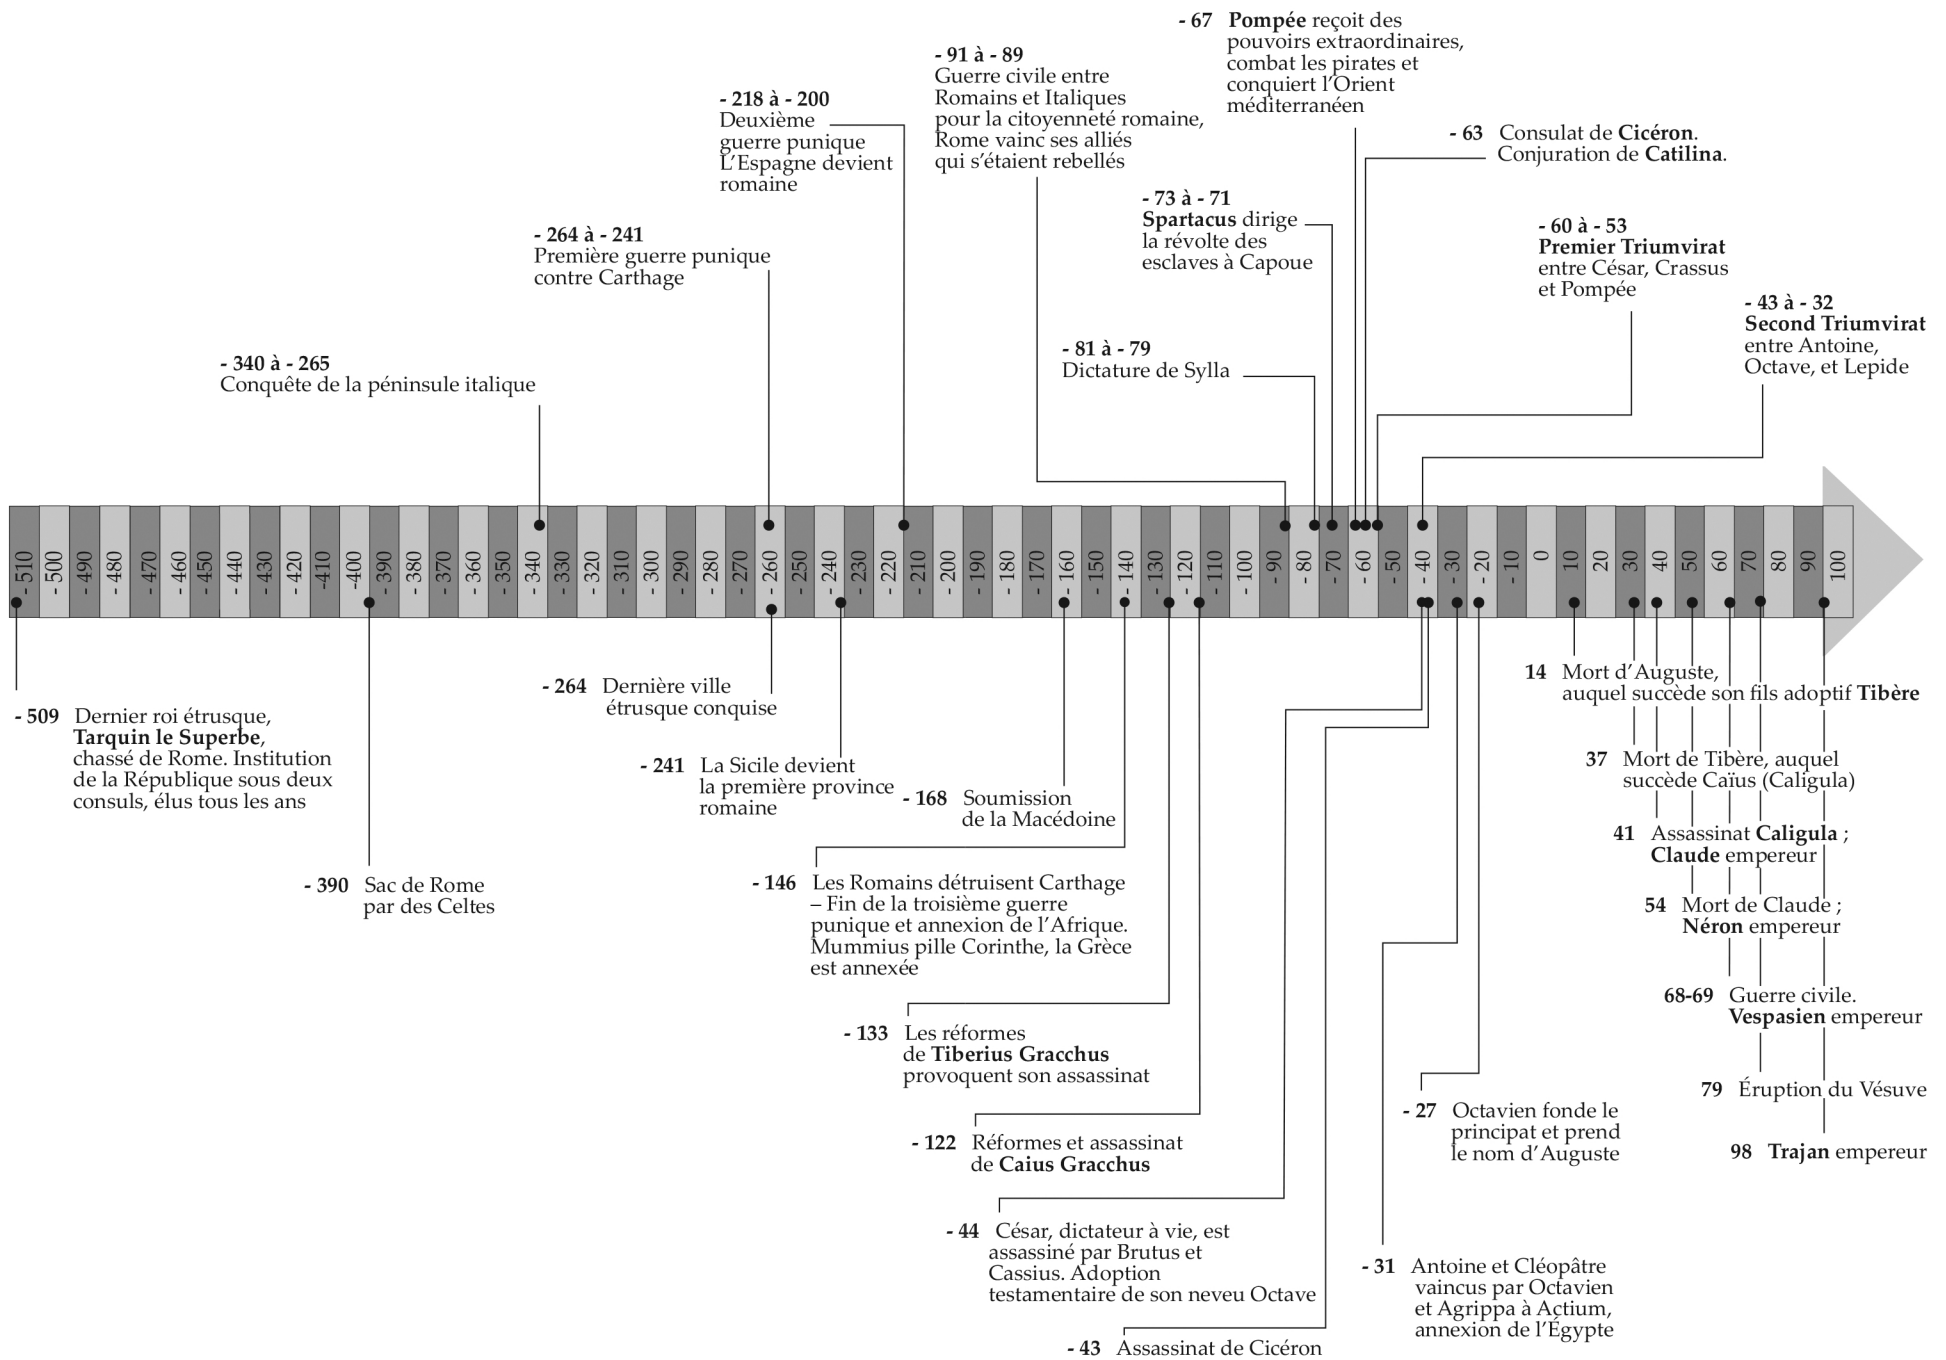 - 67 Pompée reçoit des
pouvoirs extraordinaires,
combat les pirates et
conquiert l'Orient
méditerranéen
- 91 à - 89
Guerre civile entre
Romains et Italiques
pour la citoyenneté romaine,
Rome vainc ses alliés
qui s'étaient rebellés
- 218 à - 200
Deuxième
guerre punique
L'Espagne devient
romaine
- 63 Consulat de Cicéron.
Conjuration de Catilina.
- 73 à - 71
Spartacus dirige
la révolte des
esclaves à Capoue
- 264 à - 241
Première guerre punique
contre Carthage
- 60 à - 53
Premier Triumvirat
entre César, Crassus
et Pompée
- 43 à - 32
Second Triumvirat
entre Antoine,
Octave, et Lepide
- 81 à - 79
Dictature de Sylla
- 340 à - 265
Conquête de la péninsule italique
- 510
- 500
- 490
- 480
- 470
- 460
- 450
- 440
- 430
- 420
-410
-400
- 390
- 380
- 370
- 360
- 350
- 340
- 330
- 320
- 310
- 300
- 290
- 280
- 270
- 260
- 250
- 240
- 230
- 220
- 210
- 200
- 190
- 180
- 170
- 160
- 150
- 140
- 130
- 120
- 110
- 100
- 90
- 80
- 70
- 60
- 50
- 40
- 30
- 20
- 10
0
10
20
30
40
50
60
70
80
90
100
- 509 Dernier roi étrusque,
Tarquin le Superbe,
chassé de Rome. Institution
de la République sous deux
consuls, élus tous les ans
- 390 Sac de Rome
par des Celtes
- 264 Dernière ville
étrusque conquise
- 241 La Sicile devient
la première province
romaine
- 168 Soumission
de la Macédoine
- 146 Les Romains détruisent Carthage
– Fin de la troisième guerre
punique et annexion de l'Afrique.
Mummius pille Corinthe, la Grèce
est annexée
- 133 Les réformes
de Tiberius Gracchus
provoquent son assassinat
- 122 Réformes et assassinat
de Caius Gracchus
- 44 César, dictateur à vie, est
assassiné par Brutus et
Cassius. Adoption
testamentaire de son neveu Octave
- 43 Assassinat de Cicéron
- 31 Antoine et Cléopâtre
vaincus par Octavien
et Agrippa à Actium,
annexion de l'Égypte
- 27 Octavien fonde le
principat et prend
le nom d'Auguste
14 Mort d'Auguste,
auquel succède son fils adoptif Tibère
37 Mort de Tibère, auquel
succède Caïus (Caligula)
41 Assassinat Caligula ;
Claude empereur
54 Mort de Claude ;
Néron empereur
68-69 Guerre civile.
Vespasien empereur
79 Éruption du Vésuve
98 Trajan empereur